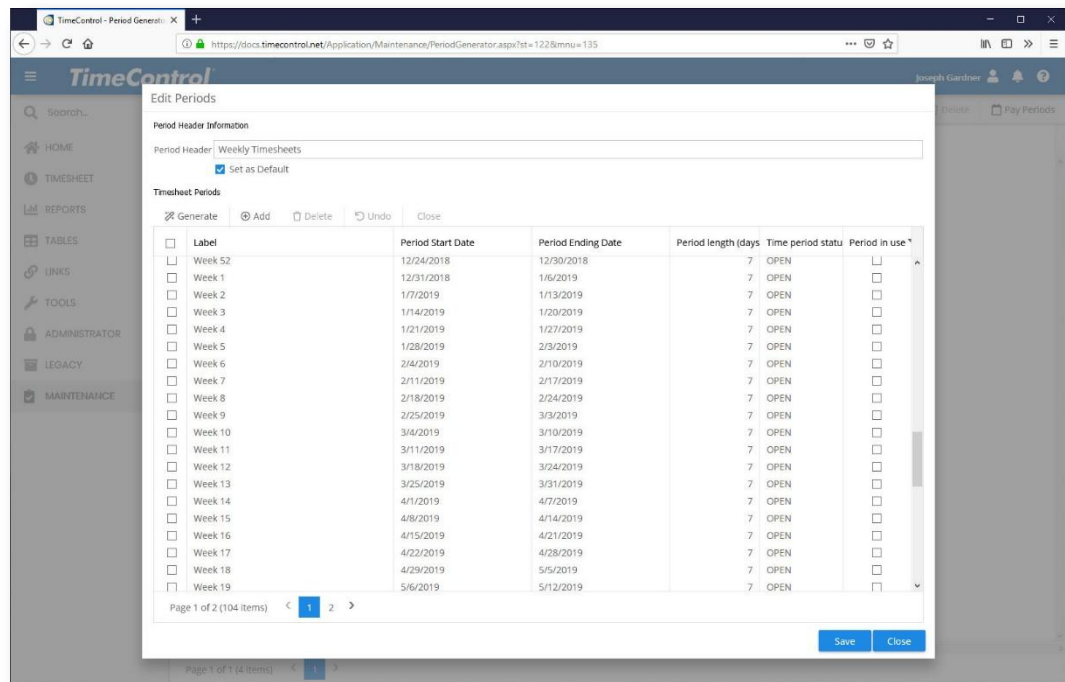 TimeControl - Period Generato
https://docs.timecontrol.net/Application/Maintenance/PeriodGenerator.aspx?st=122&mnu=135
TimeControl
Joseph Gardner
Search..
Delete
Pay Periods
HOME
TIMESHEET
REPORTS
TABLES
LINKS
TOOLS
ADMINISTRATOR
LEGACY
MAINTENANCE
Edit Periods
Period Header Information
Period Header Weekly Timesheets
Set as Default
Timesheet Periods
Generate Add Delete Undo Close
Label Period Start Date Period Ending Date Period length (days Time period statu Period in use
Week 52 12/24/2018 12/30/2018 7 OPEN
Week 1 12/31/2018 1/6/2019 7 OPEN
Week 2 1/7/2019 1/13/2019 7 OPEN
Week 3 1/14/2019 1/20/2019 7 OPEN
Week 4 1/21/2019 1/27/2019 7 OPEN
Week 5 1/28/2019 2/3/2019 7 OPEN
Week 6 2/4/2019 2/10/2019 7 OPEN
Week 7 2/11/2019 2/17/2019 7 OPEN
Week 8 2/18/2019 2/24/2019 7 OPEN
Week 9 2/25/2019 3/3/2019 7 OPEN
Week 10 3/4/2019 3/10/2019 7 OPEN
Week 11 3/11/2019 3/17/2019 7 OPEN
Week 12 3/18/2019 3/24/2019 7 OPEN
Week 13 3/25/2019 3/31/2019 7 OPEN
Week 14 4/1/2019 4/7/2019 7 OPEN
Week 15 4/8/2019 4/14/2019 7 OPEN
Week 16 4/15/2019 4/21/2019 7 OPEN
Week 17 4/22/2019 4/28/2019 7 OPEN
Week 18 4/29/2019 5/5/2019 7 OPEN
Week 19 5/6/2019 5/12/2019 7 OPEN
Page 1 of 2 (104 items) 1 2
Save Close
Page 1 of 1 (4 items) 1